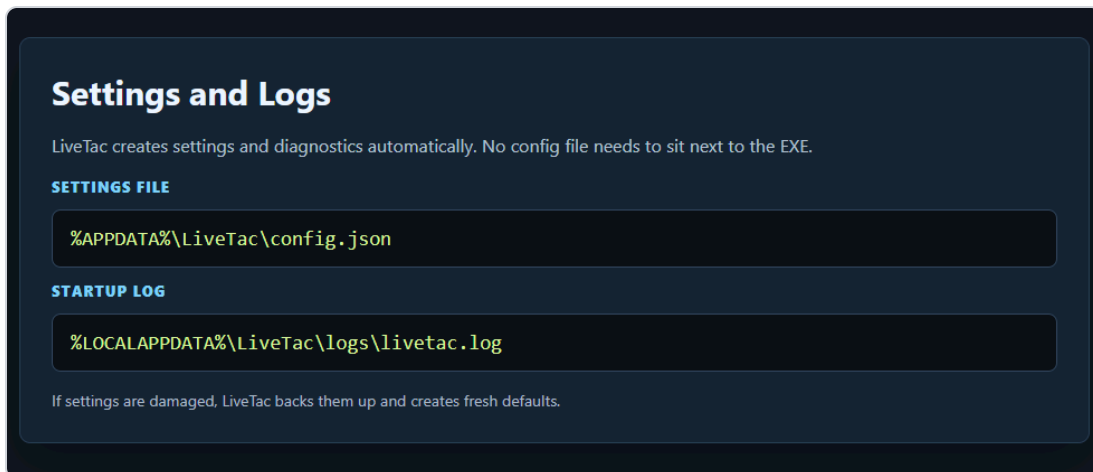 Settings and Logs
LiveTac creates settings and diagnostics automatically. No config file needs to sit next to the EXE.
SETTINGS FILE
%APPDATA%\LiveTac\config.json
STARTUP LOG
%LOCALAPPDATA%\LiveTac\logs\livetac.log
If settings are damaged, LiveTac backs them up and creates fresh defaults.